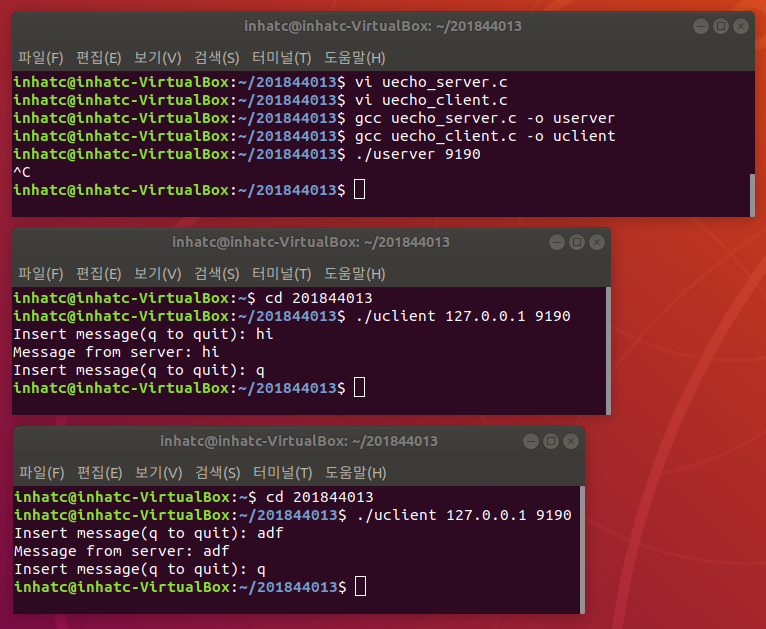 inhatc@inhatc-VirtualBox: ~/201844013
파일(F) 편집(E) 보기(V) 검색(S) 터미널(T) 도움말(H)
inhatc@inhatc-VirtualBox:~/201844013$ vi uecho_server.c
inhatc@inhatc-VirtualBox:~/201844013$ vi uecho_client.c
inhatc@inhatc-VirtualBox:~/201844013$ gcc uecho_server.c -o userver
inhatc@inhatc-VirtualBox:~/201844013$ gcc uecho_client.c -o uclient
inhatc@inhatc-VirtualBox:~/201844013$ ./userver 9190
^C
inhatc@inhatc-VirtualBox:~/201844013$
inhatc@inhatc-VirtualBox: ~/201844013
파일(F) 편집(E) 보기(V) 검색(S) 터미널(T) 도움말(H)
inhatc@inhatc-VirtualBox:~$ cd 201844013
inhatc@inhatc-VirtualBox:~/201844013$ ./uclient 127.0.0.1 9190
Insert message(q to quit): hi
Message from server: hi
Insert message(q to quit): q
inhatc@inhatc-VirtualBox:~/201844013$
inhatc@inhatc-VirtualBox: ~/201844013
파일(F) 편집(E) 보기(V) 검색(S) 터미널(T) 도움말(H)
inhatc@inhatc-VirtualBox:~$ cd 201844013
inhatc@inhatc-VirtualBox:~/201844013$ ./uclient 127.0.0.1 9190
Insert message(q to quit): adf
Message from server: adf
Insert message(q to quit): q
inhatc@inhatc-VirtualBox:~/201844013$